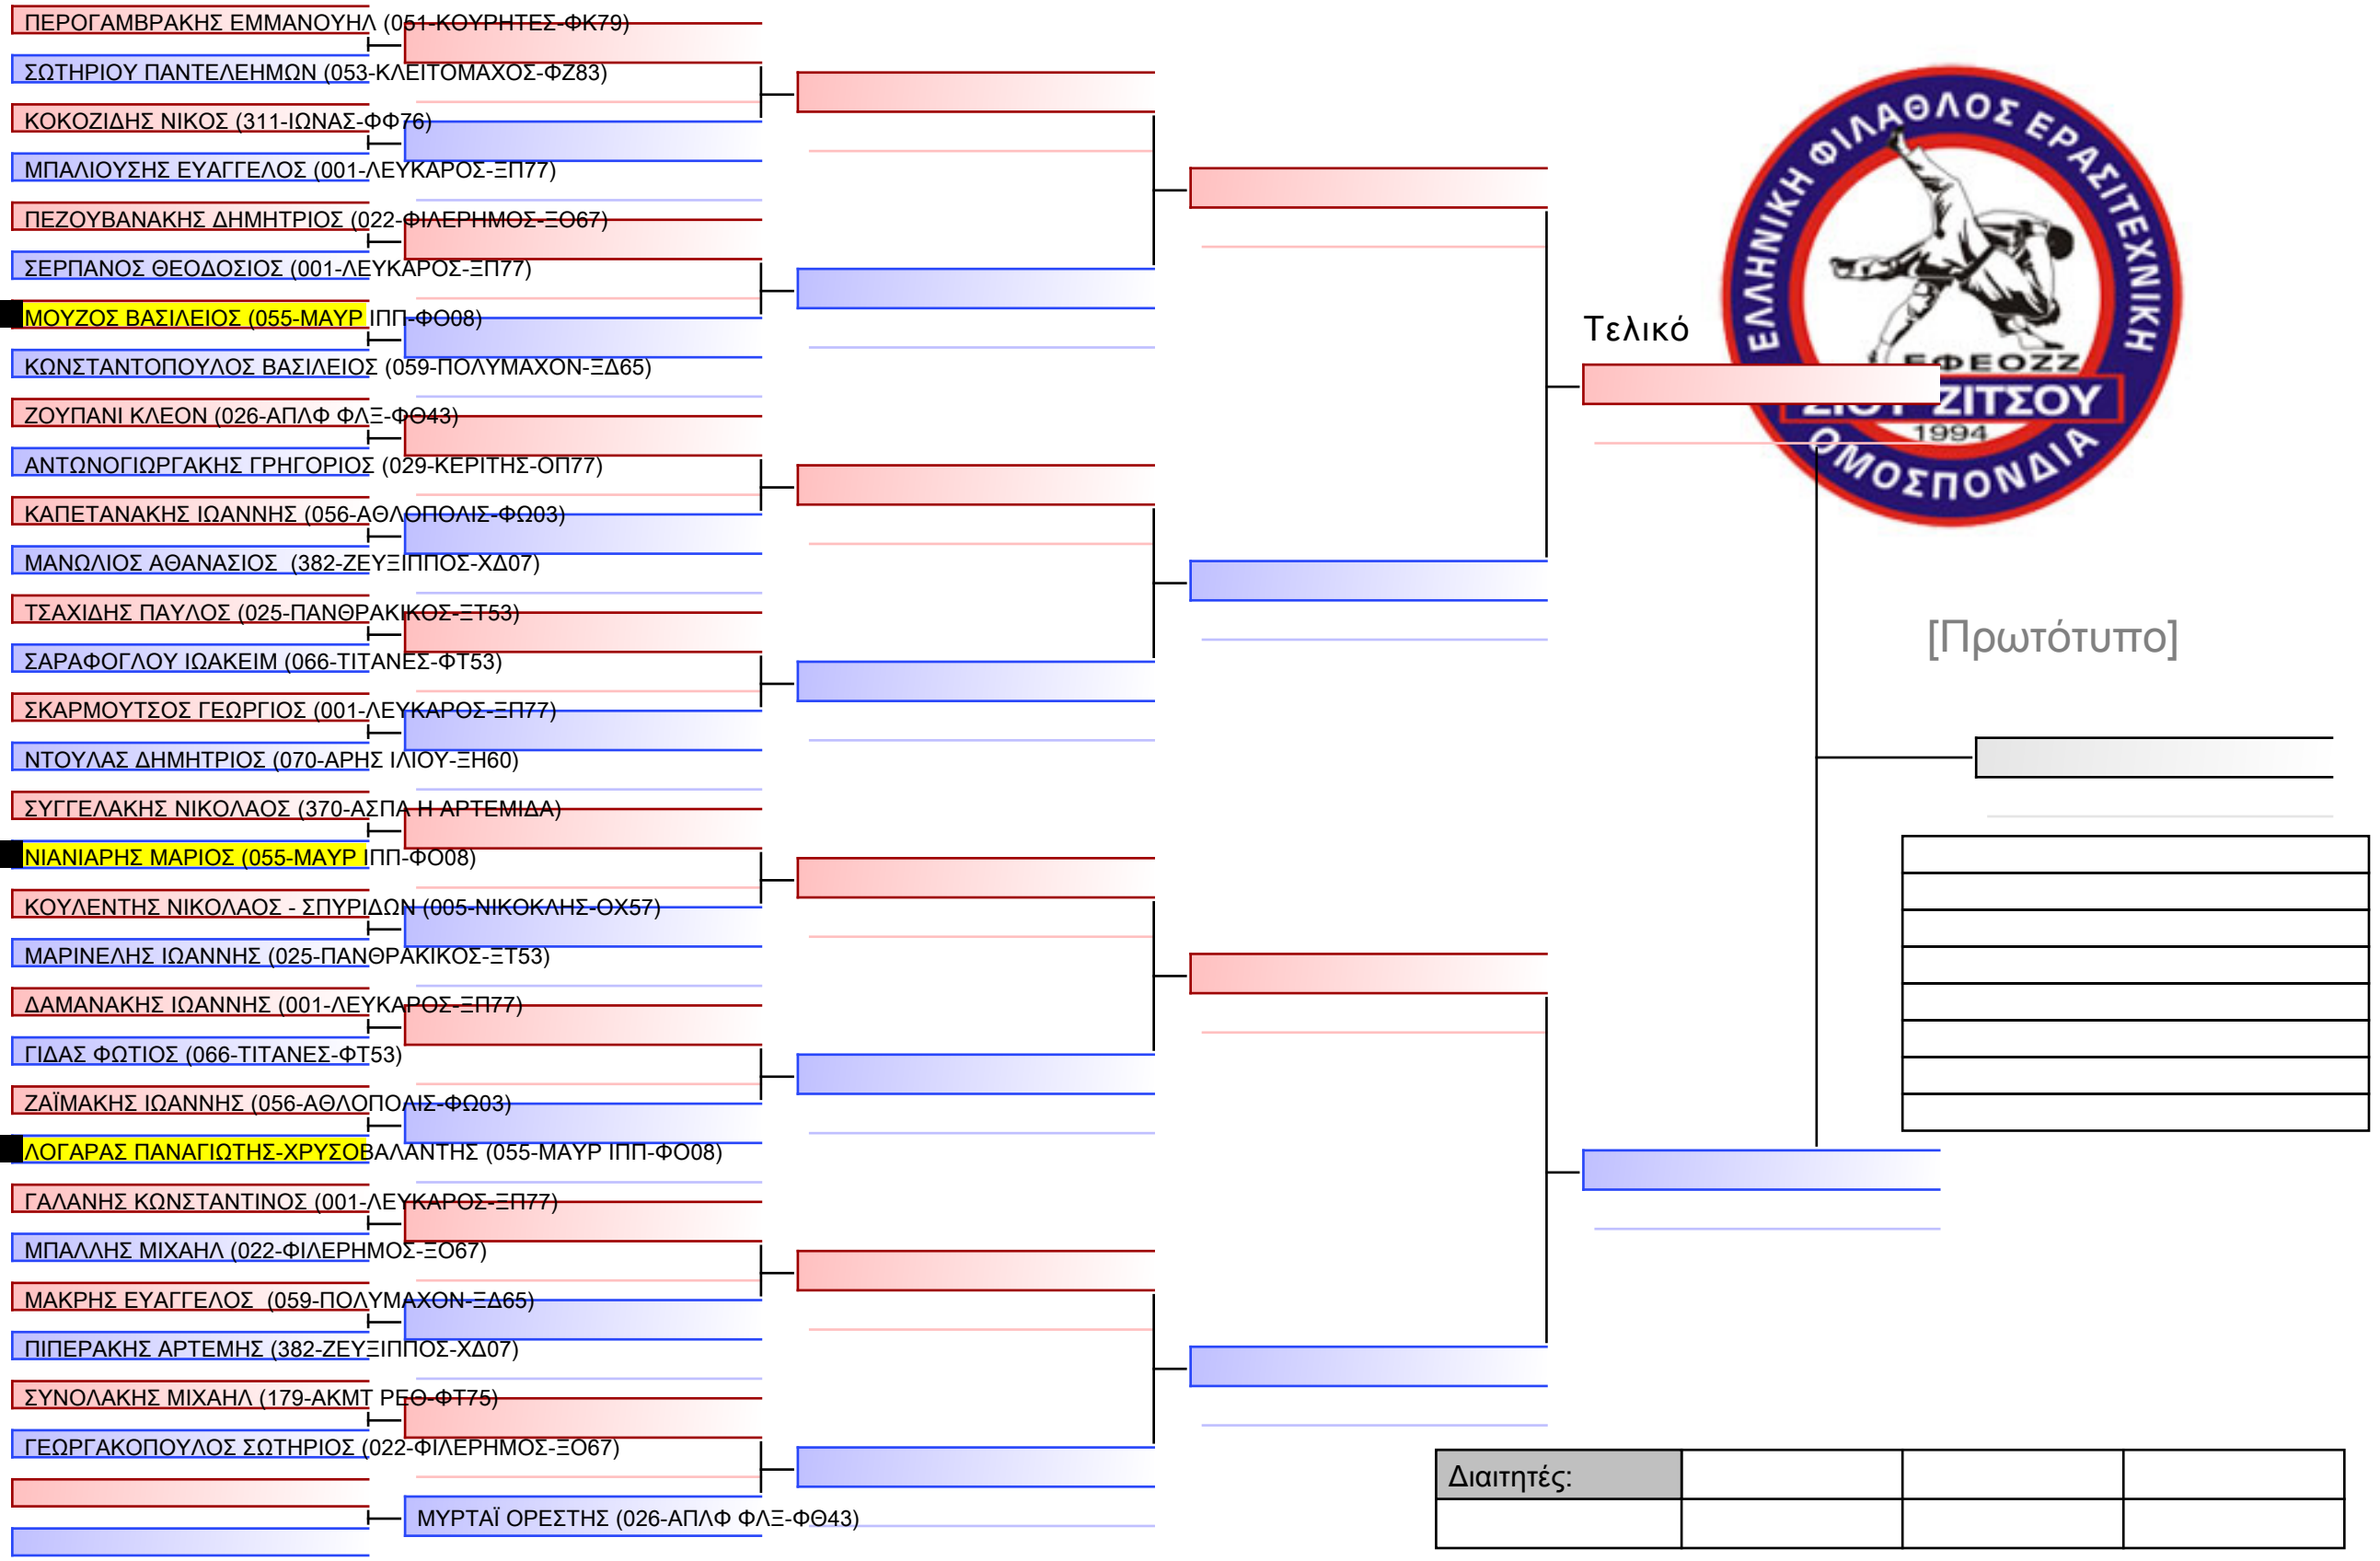 ΠΕΡΟΓΑΜΒΡΑΚΗΣ ΕΜΜΑΝΟΥΗΛ (051-ΚΟΥΡΗΤΕΣ-ΦΚ79)
ΣΩΤΗΡΙΟΥ ΠΑΝΤΕΛΕΗΜΩΝ (053-ΚΛΕΙΤΟΜΑΧΟΣ-ΦΖ83)
ΚΟΚΟΖΙΔΗΣ ΝΙΚΟΣ (311-ΙΩΝΑΣ-ΦΦ76)
ΜΠΑΛΙΟΥΣΗΣ ΕΥΑΓΓΕΛΟΣ (001-ΛΕΥΚΑΡΟΣ-ΞΠ77)
ΠΕΖΟΥΒΑΝΑΚΗΣ ΔΗΜΗΤΡΙΟΣ (022-ΦΙΛΕΡΗΜΟΣ-ΞΟ67)
ΣΕΡΠΑΝΟΣ ΘΕΟΔΟΣΙΟΣ (001-ΛΕΥΚΑΡΟΣ-ΞΠ77)
ΜΟΥΖΟΣ ΒΑΣΙΛΕΙΟΣ (055-ΜΑΥΡ ΙΠΠ-ΦΟ08)
ΚΩΝΣΤΑΝΤΟΠΟΥΛΟΣ ΒΑΣΙΛΕΙΟΣ (059-ΠΟΛΥΜΑΧΟΝ-ΞΔ65)
ΖΟΥΠΑΝΙ ΚΛΕΟΝ (026-ΑΠΛΦ ΦΛΞ-ΦΘ43)
ΑΝΤΩΝΟΓΙΩΡΓΑΚΗΣ ΓΡΗΓΟΡΙΟΣ (029-ΚΕΡΙΤΗΣ-ΟΠ77)
ΚΑΠΕΤΑΝΑΚΗΣ ΙΩΑΝΝΗΣ (056-ΑΘΛΟΠΟΛΙΣ-ΦΩ03)
ΜΑΝΩΛΙΟΣ ΑΘΑΝΑΣΙΟΣ  (382-ΖΕΥΞΙΠΠΟΣ-ΧΔ07)
ΤΣΑΧΙΔΗΣ ΠΑΥΛΟΣ (025-ΠΑΝΘΡΑΚΙΚΟΣ-ΞΤ53)
ΣΑΡΑΦΟΓΛΟΥ ΙΩΑΚΕΙΜ (066-ΤΙΤΑΝΕΣ-ΦΤ53)
ΣΚΑΡΜΟΥΤΣΟΣ ΓΕΩΡΓΙΟΣ (001-ΛΕΥΚΑΡΟΣ-ΞΠ77)
ΝΤΟΥΛΑΣ ΔΗΜΗΤΡΙΟΣ (070-ΑΡΗΣ ΙΛΙΟΥ-ΞΗ60)
ΣΥΓΓΕΛΑΚΗΣ ΝΙΚΟΛΑΟΣ (370-ΑΣΠΑ Η ΑΡΤΕΜΙΔΑ)
ΝΙΑΝΙΑΡΗΣ ΜΑΡΙΟΣ (055-ΜΑΥΡ ΙΠΠ-ΦΟ08)
ΚΟΥΛΕΝΤΗΣ ΝΙΚΟΛΑΟΣ - ΣΠΥΡΙΔΩΝ (005-ΝΙΚΟΚΛΗΣ-ΟΧ57)
ΜΑΡΙΝΕΛΗΣ ΙΩΑΝΝΗΣ (025-ΠΑΝΘΡΑΚΙΚΟΣ-ΞΤ53)
ΔΑΜΑΝΑΚΗΣ ΙΩΑΝΝΗΣ (001-ΛΕΥΚΑΡΟΣ-ΞΠ77)
ΓΙΔΑΣ ΦΩΤΙΟΣ (066-ΤΙΤΑΝΕΣ-ΦΤ53)
ΖΑΪΜΑΚΗΣ ΙΩΑΝΝΗΣ (056-ΑΘΛΟΠΟΛΙΣ-ΦΩ03)
ΛΟΓΑΡΑΣ ΠΑΝΑΓΙΩΤΗΣ-ΧΡΥΣΟΒΑΛΑΝΤΗΣ (055-ΜΑΥΡ ΙΠΠ-ΦΟ08)
ΓΑΛΑΝΗΣ ΚΩΝΣΤΑΝΤΙΝΟΣ (001-ΛΕΥΚΑΡΟΣ-ΞΠ77)
ΜΠΑΛΛΗΣ ΜΙΧΑΗΛ (022-ΦΙΛΕΡΗΜΟΣ-ΞΟ67)
ΜΑΚΡΗΣ ΕΥΑΓΓΕΛΟΣ  (059-ΠΟΛΥΜΑΧΟΝ-ΞΔ65)
ΠΙΠΕΡΑΚΗΣ ΑΡΤΕΜΗΣ (382-ΖΕΥΞΙΠΠΟΣ-ΧΔ07)
ΣΥΝΟΛΑΚΗΣ ΜΙΧΑΗΛ (179-ΑΚΜΤ ΡΕΘ-ΦΤ75)
ΓΕΩΡΓΑΚΟΠΟΥΛΟΣ ΣΩΤΗΡΙΟΣ (022-ΦΙΛΕΡΗΜΟΣ-ΞΟ67)
ΜΥΡΤΑΪ ΟΡΕΣΤΗΣ (026-ΑΠΛΦ ΦΛΞ-ΦΘ43)
Τελικό
ΕΛΛΗΝΙΚΗ ΦΙΛΑΘΛΟΣ ΕΡΑΣΙΤΕΧΝΙΚΗ
ΕΦΕΟΖΖ
ΖΙΟΥ ΖΙΤΣΟΥ
1994
ΟΜΟΣΠΟΝΔΙΑ
[Πρωτότυπο]
Διαιτητές: